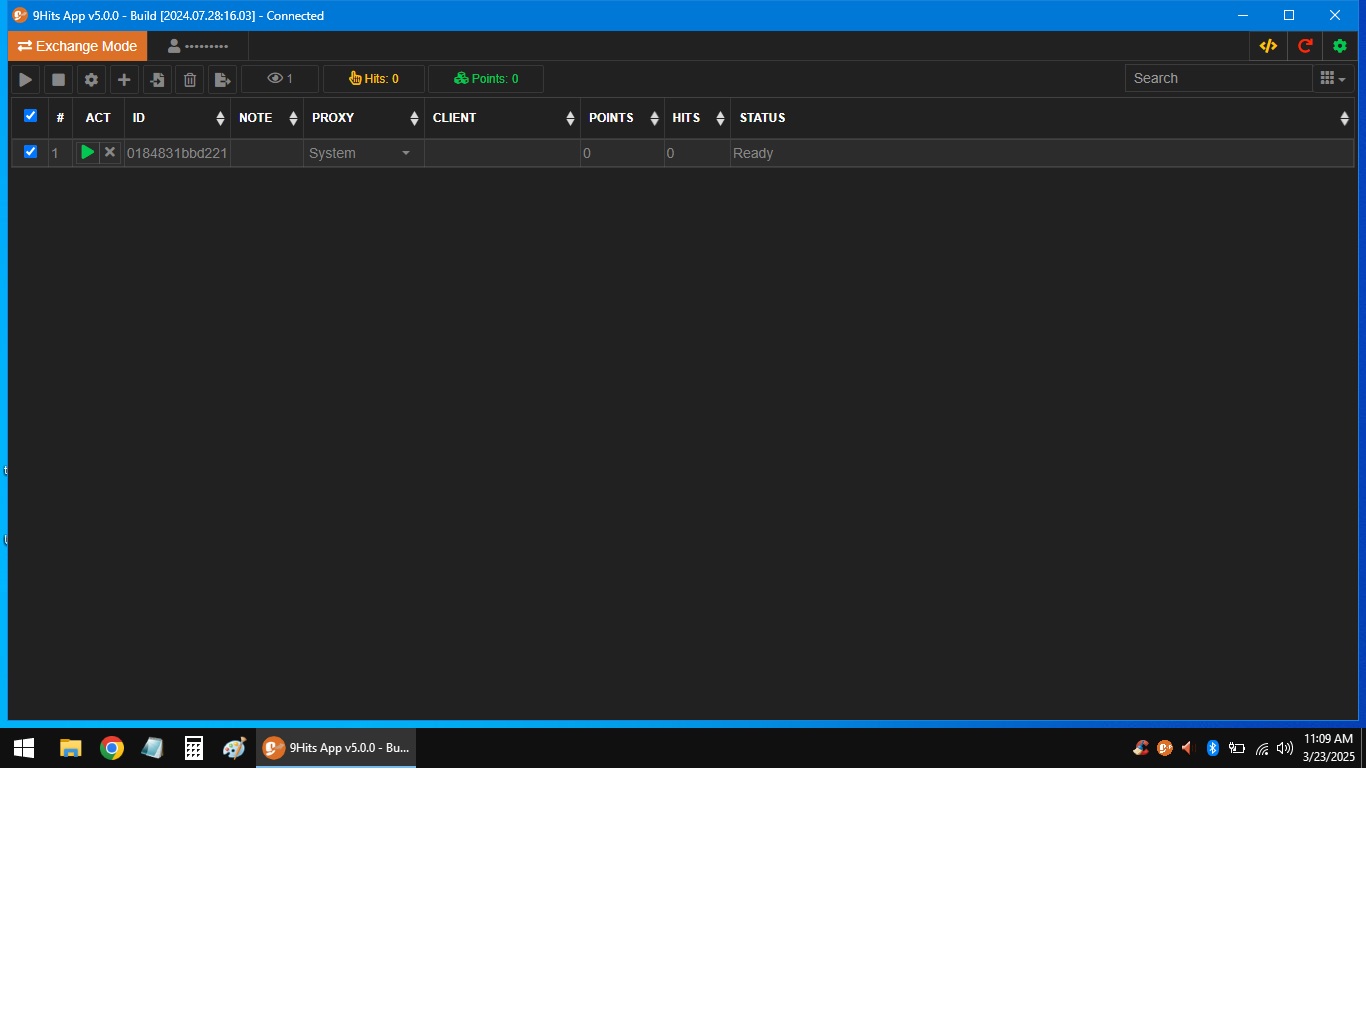 9Hits App v5.0.0 - Build [2024.07.28:16.03] - Connected
Exchange Mode
1
Hits: 0
Points: 0
Search
# ACT ID NOTE PROXY CLIENT POINTS HITS STATUS
1 0184831bbd221 System 0 0 Ready
t
9Hits App v5.0.0 - Bu...
11:09 AM
3/23/2025